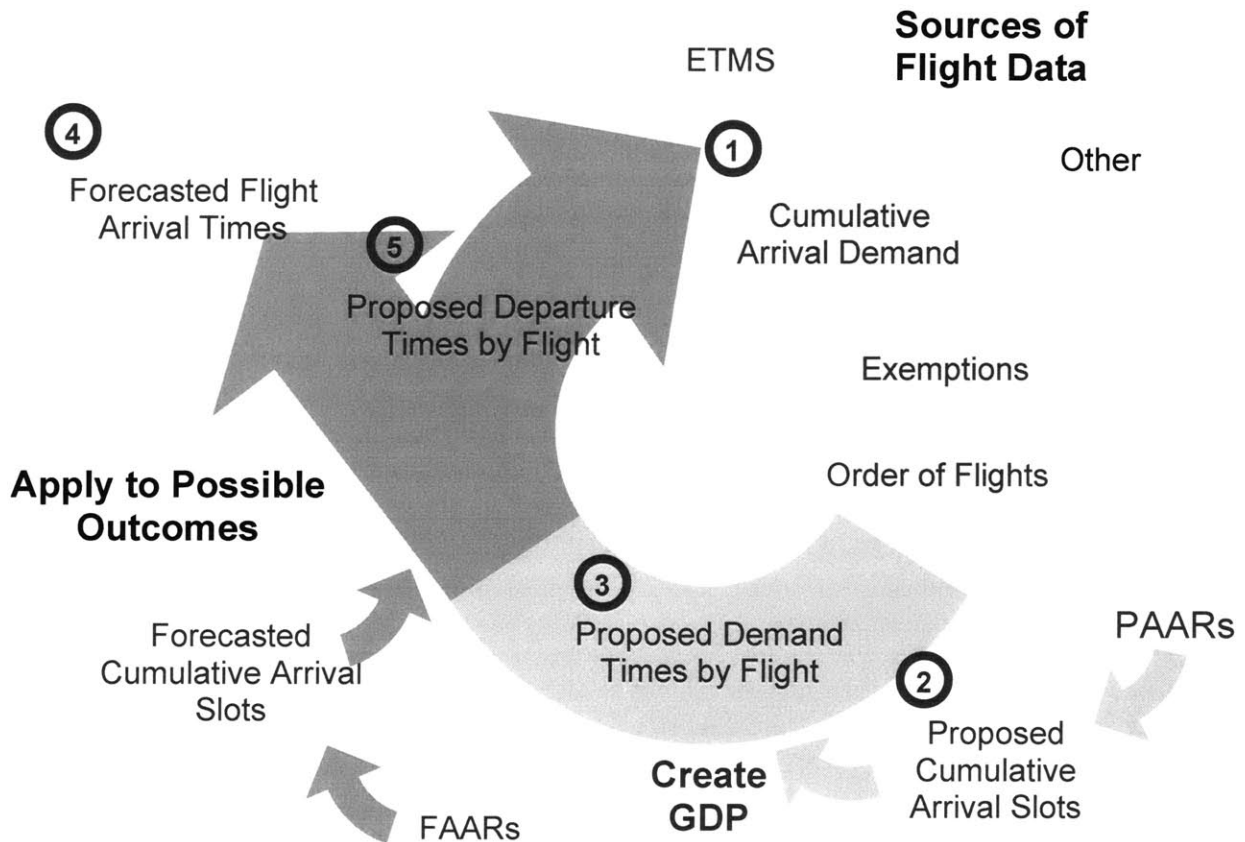 Sources of
Flight Data
ETMS
Other
1
Cumulative
Arrival Demand
Exemptions
Order of Flights
4
Forecasted Flight
Arrival Times
5
Proposed Departure
Times by Flight
Apply to Possible
Outcomes
3
Proposed Demand
Times by Flight
2
PAARs
Proposed
Cumulative
Arrival Slots
Create
GDP
Forecasted
Cumulative Arrival
Slots
FAARs